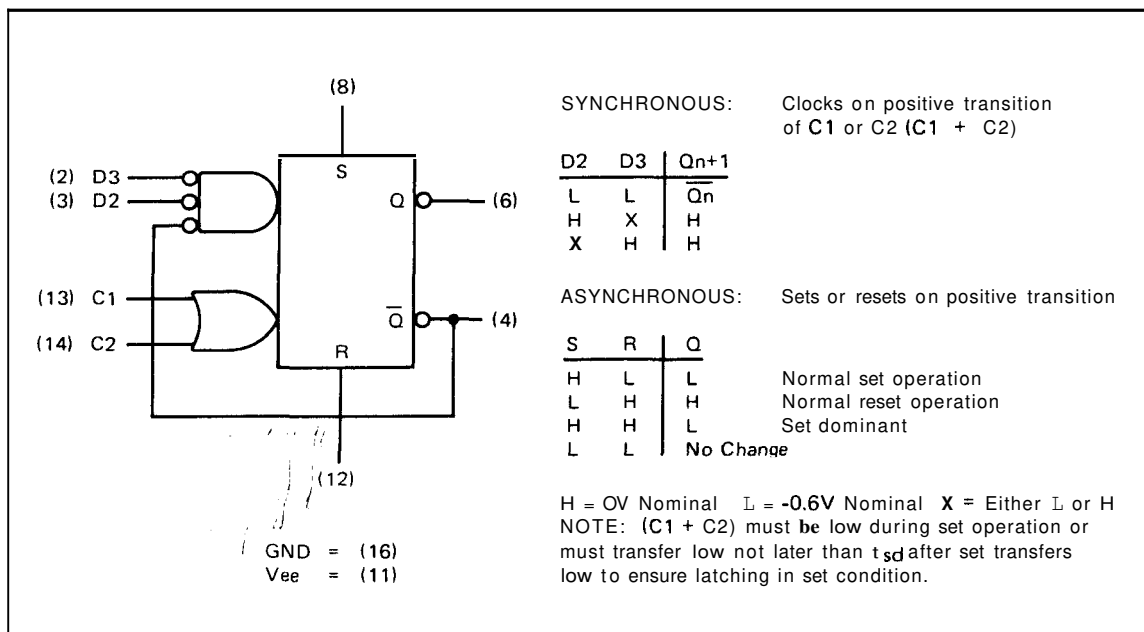 (8)
S
(2) D3
(3) D2
Q
(6)
(13) C1
(14) C2
Q̅
(4)
R
(12)
GND = (16)
Vee = (11)
SYNCHRONOUS: Clocks on positive transition
of C1 or C2 (C1 + C2)
D2 D3 Qn+1
L L Q̅n̅
H X H
X H H
ASYNCHRONOUS: Sets or resets on positive transition
S R Q
H L L Normal set operation
L H H Normal reset operation
H H L Set dominant
L L No Change
H = 0V Nominal L = -0.6V Nominal X = Either L or H
NOTE: (C1 + C2) must be low during set operation or
must transfer low not later than tsd after set transfers
low to ensure latching in set condition.